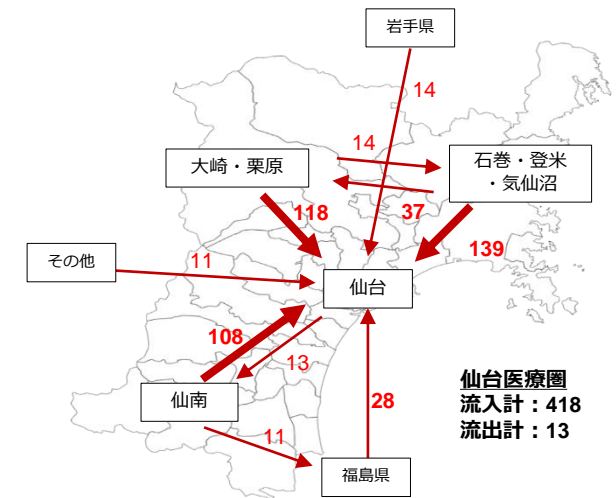 岩手県
14
14
大崎・栗原
石巻・登米
・気仙沼
118
37
139
その他
11
仙台
108
13
仙台医療圏
流入計：418
流出計：13
仙南
28
11
福島県